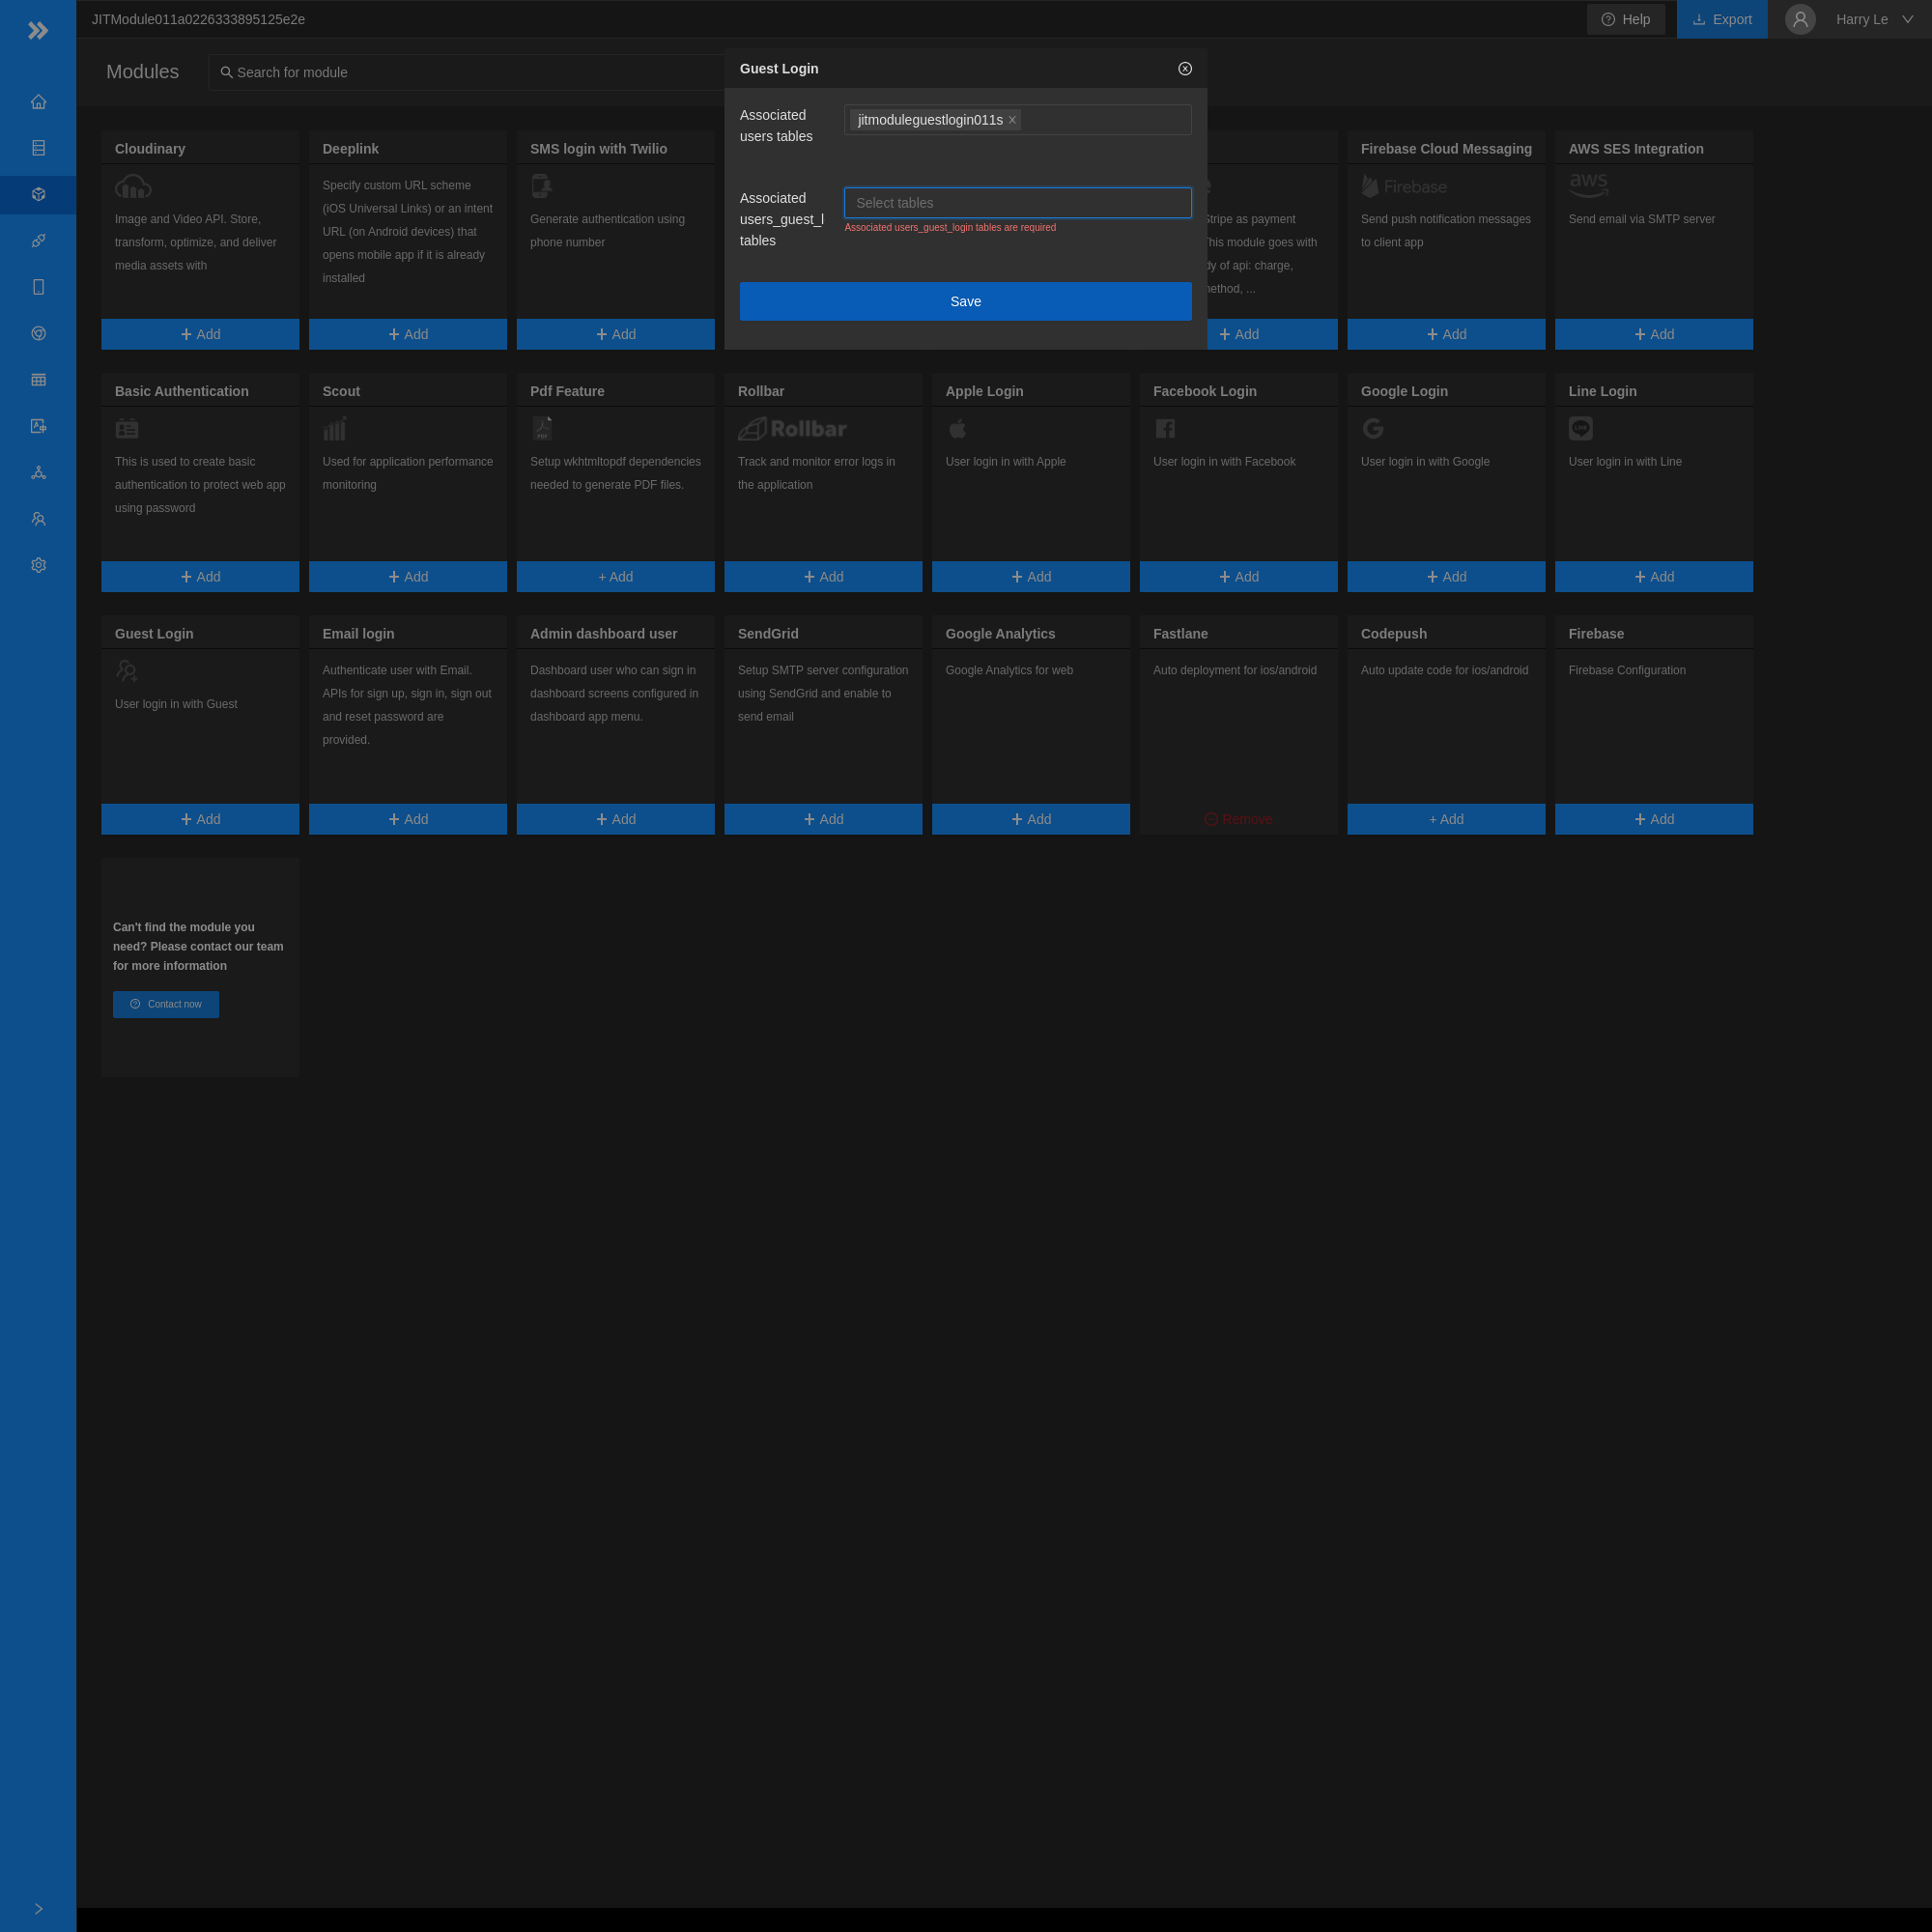 JITModule011a0226333895125e2e
Help
Export
Harry Le
Modules
Search for module
Guest Login
Associated
users tables
jitmoduleguestlogin011s
Associated
users_guest_l
tables
Select tables
Associated users_guest_login tables are required
Save
Cloudinary
Image and Video API. Store,
transform, optimize, and deliver
media assets with
+ Add
Deeplink
Specify custom URL scheme
(iOS Universal Links) or an intent
URL (on Android devices) that
opens mobile app if it is already
installed
+ Add
SMS login with Twilio
Generate authentication using
phone number
+ Add
Stripe as payment
This module goes with
of api: charge,
+ Add
Firebase Cloud Messaging
Firebase
Send push notification messages
to client app
+ Add
AWS SES Integration
aws
Send email via SMTP server
+ Add
Basic Authentication
This is used to create basic
authentication to protect web app
using password
+ Add
Scout
Used for application performance
monitoring
+ Add
Pdf Feature
PDF
Setup wkhtmltopdf dependencies
needed to generate PDF files.
+ Add
Rollbar
Rollbar
Track and monitor error logs in
the application
+ Add
Apple Login
User login in with Apple
+ Add
Facebook Login
User login in with Facebook
+ Add
Google Login
User login in with Google
+ Add
Line Login
LINE
User login in with Line
+ Add
Guest Login
User login in with Guest
+ Add
Email login
Authenticate user with Email.
APIs for sign up, sign in, sign out
and reset password are
provided.
+ Add
Admin dashboard user
Dashboard user who can sign in
dashboard screens configured in
dashboard app menu.
+ Add
SendGrid
Setup SMTP server configuration
using SendGrid and enable to
send email
+ Add
Google Analytics
Google Analytics for web
+ Add
Fastlane
Auto deployment for ios/android
Remove
Codepush
Auto update code for ios/android
+ Add
Firebase
Firebase Configuration
+ Add
Can't find the module you
need? Please contact our team
for more information
Contact now